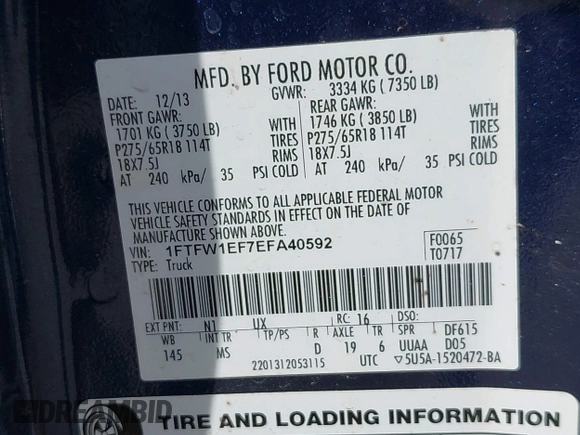 MFD. BY FORD MOTOR CO.
DATE: 12/13
GVWR: 3334 KG ( 7350 LB)
FRONT GAWR:
1701 KG ( 3750 LB)
REAR GAWR:
1746 KG ( 3850 LB)
WITH
TIRES
RIMS
WITH
TIRES
RIMS
P275/65R18 114T
P275/65R18 114T
18X7.5J
18X7.5J
AT 240 kPa/ 35 PSI COLD
AT 240 kPa/ 35 PSI COLD
THIS VEHICLE CONFORMS TO ALL APPLICABLE FEDERAL MOTOR
VEHICLE SAFETY STANDARDS IN EFFECT ON THE DATE OF
MANUFACTURE SHOWN ABOVE.
VIN: 1FTFW1EF7EFA40592
TYPE: Truck
F0065
T0717
EXT PNT: N1 UX RC: 16 DSO:
WB INT TR TP/PS R AXLE TR SPR DF615
145 MS D 19 6 UUAA D05
2201312053115 UTC ▽5U5A-1520472-BA
TIRE AND LOADING INFORMATION
DREAMBID